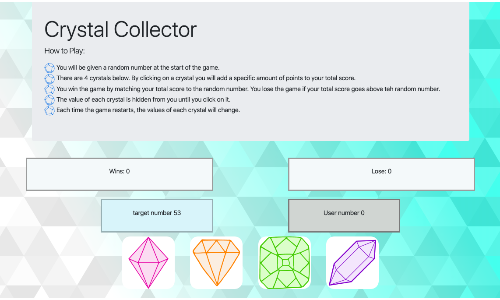 Crystal Collector
How to Play:
You will be given a random number at the start of the game.
There are 4 cyrstals below. By clicking on a crystal you will add a specific amount of points to your total score.
You win the game by matching your total score to the random number. You lose the game if your total score goes above teh random number.
The value of each crystal is hidden from you until you click on it.
Each time the game restarts, the values of each crystal will change.
Wins: 0
Lose: 0
target number 53
User number 0